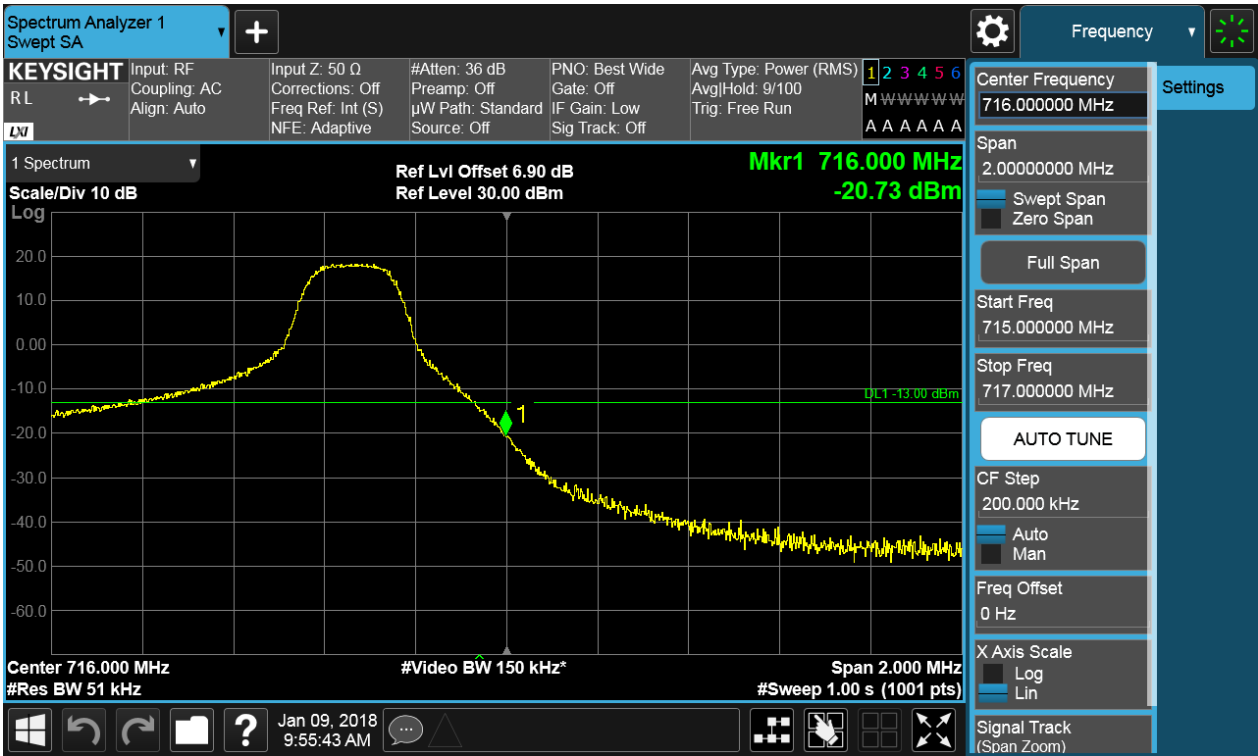 Spectrum Analyzer 1
Swept SA
+
Frequency
KEYSIGHT
R L
LXI
Input: RF
Coupling: AC
Align: Auto
Input Z: 50 Ω
Corrections: Off
Freq Ref: Int (S)
NFE: Adaptive
#Atten: 36 dB
Preamp: Off
µW Path: Standard
Source: Off
PNO: Best Wide
Gate: Off
IF Gain: Low
Sig Track: Off
Avg Type: Power (RMS)
Avg|Hold: 9/100
Trig: Free Run
1 2 3 4 5 6
M W W W W W
A A A A A A
1 Spectrum
Scale/Div 10 dB
Log
Ref Lvl Offset 6.90 dB
Ref Level 30.00 dBm
Mkr1 716.000 MHz
-20.73 dBm
20.0
10.0
0.00
-10.0
-20.0
-30.0
-40.0
-50.0
-60.0
DL1 -13.00 dBm
1
Center 716.000 MHz
#Video BW 150 kHz*
Span 2.000 MHz
#Res BW 51 kHz
#Sweep 1.00 s (1001 pts)
Center Frequency
716.000000 MHz
Settings
Span
2.00000000 MHz
Swept Span
Zero Span
Full Span
Start Freq
715.000000 MHz
Stop Freq
717.000000 MHz
AUTO TUNE
CF Step
200.000 kHz
Auto
Man
Freq Offset
0 Hz
X Axis Scale
Log
Lin
Signal Track
(Span Zoom)
?
Jan 09, 2018
9:55:43 AM